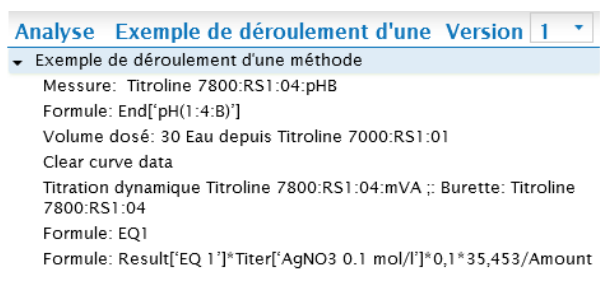 Analyse Exemple de déroulement d'une Version 1
Exemple de déroulement d'une méthode
Messure: Titroline 7800:RS1:04:pHB
Formule: End['pH(1:4:B)']
Volume dosé: 30 Eau depuis Titroline 7000:RS1:01
Clear curve data
Titration dynamique Titroline 7800:RS1:04:mVA ;: Burette: Titroline
7800:RS1:04
Formule: EQ1
Formule: Result['EQ 1']*Titer['AgNO3 0.1 mol/l']*0,1*35,453/Amount